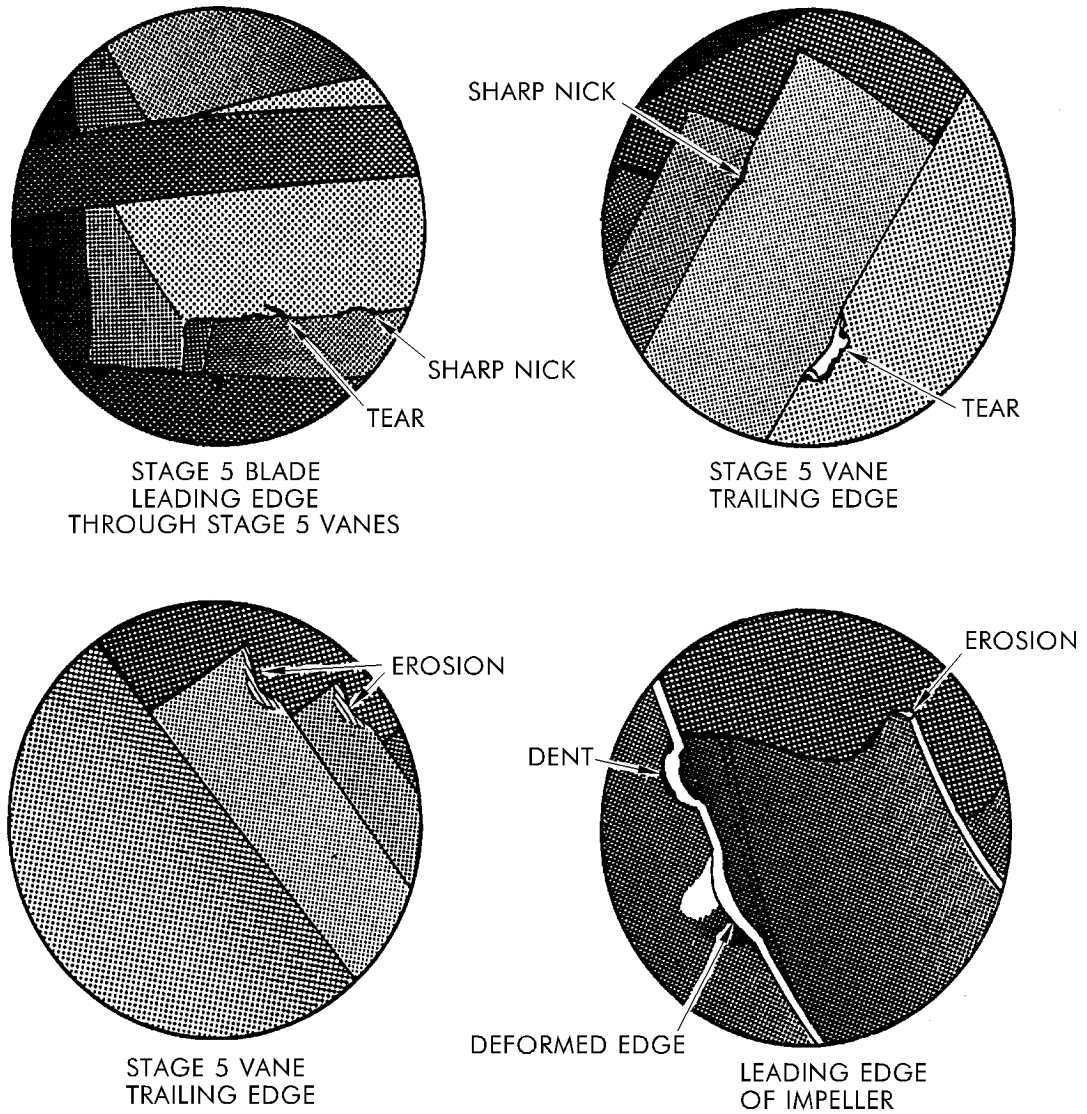 SHARP NICK
TEAR
STAGE 5 BLADE
LEADING EDGE
THROUGH STAGE 5 VANES
SHARP NICK
TEAR
STAGE 5 VANE
TRAILING EDGE
EROSION
STAGE 5 VANE
TRAILING EDGE
EROSION
DENT
DEFORMED EDGE
LEADING EDGE
OF IMPELLER